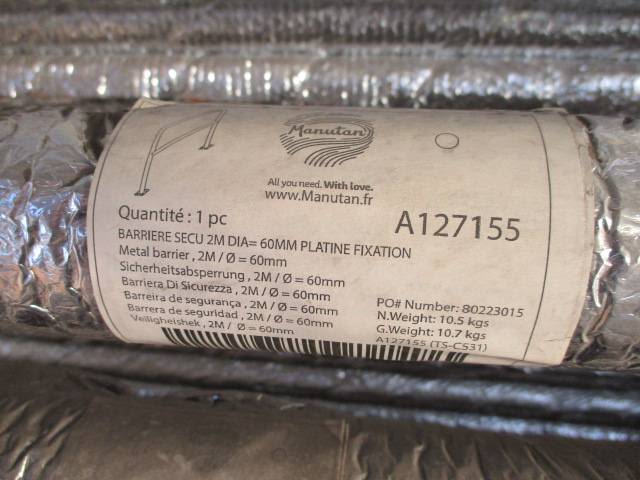 Manutan
All you need. With love.
www.Manutan.fr
Quantité : 1 pc
A127155
BARRIERE SECU 2M DIA= 60MM PLATINE FIXATION
Metal barrier , 2M / Ø = 60mm
Sicherheitsabsperrung , 2M / Ø = 60mm
Barriera Di Sicurezza , 2M / Ø = 60mm
Barreira de segurança , 2M / Ø = 60mm
Barrera de seguridad , 2M / Ø = 60mm
Veiligheishek , 2M / Ø = 60mm
PO# Number: 80223015
N.Weight: 10.5 kgs
G.Weight: 10.7 kgs
A127155 (TS-CS31)